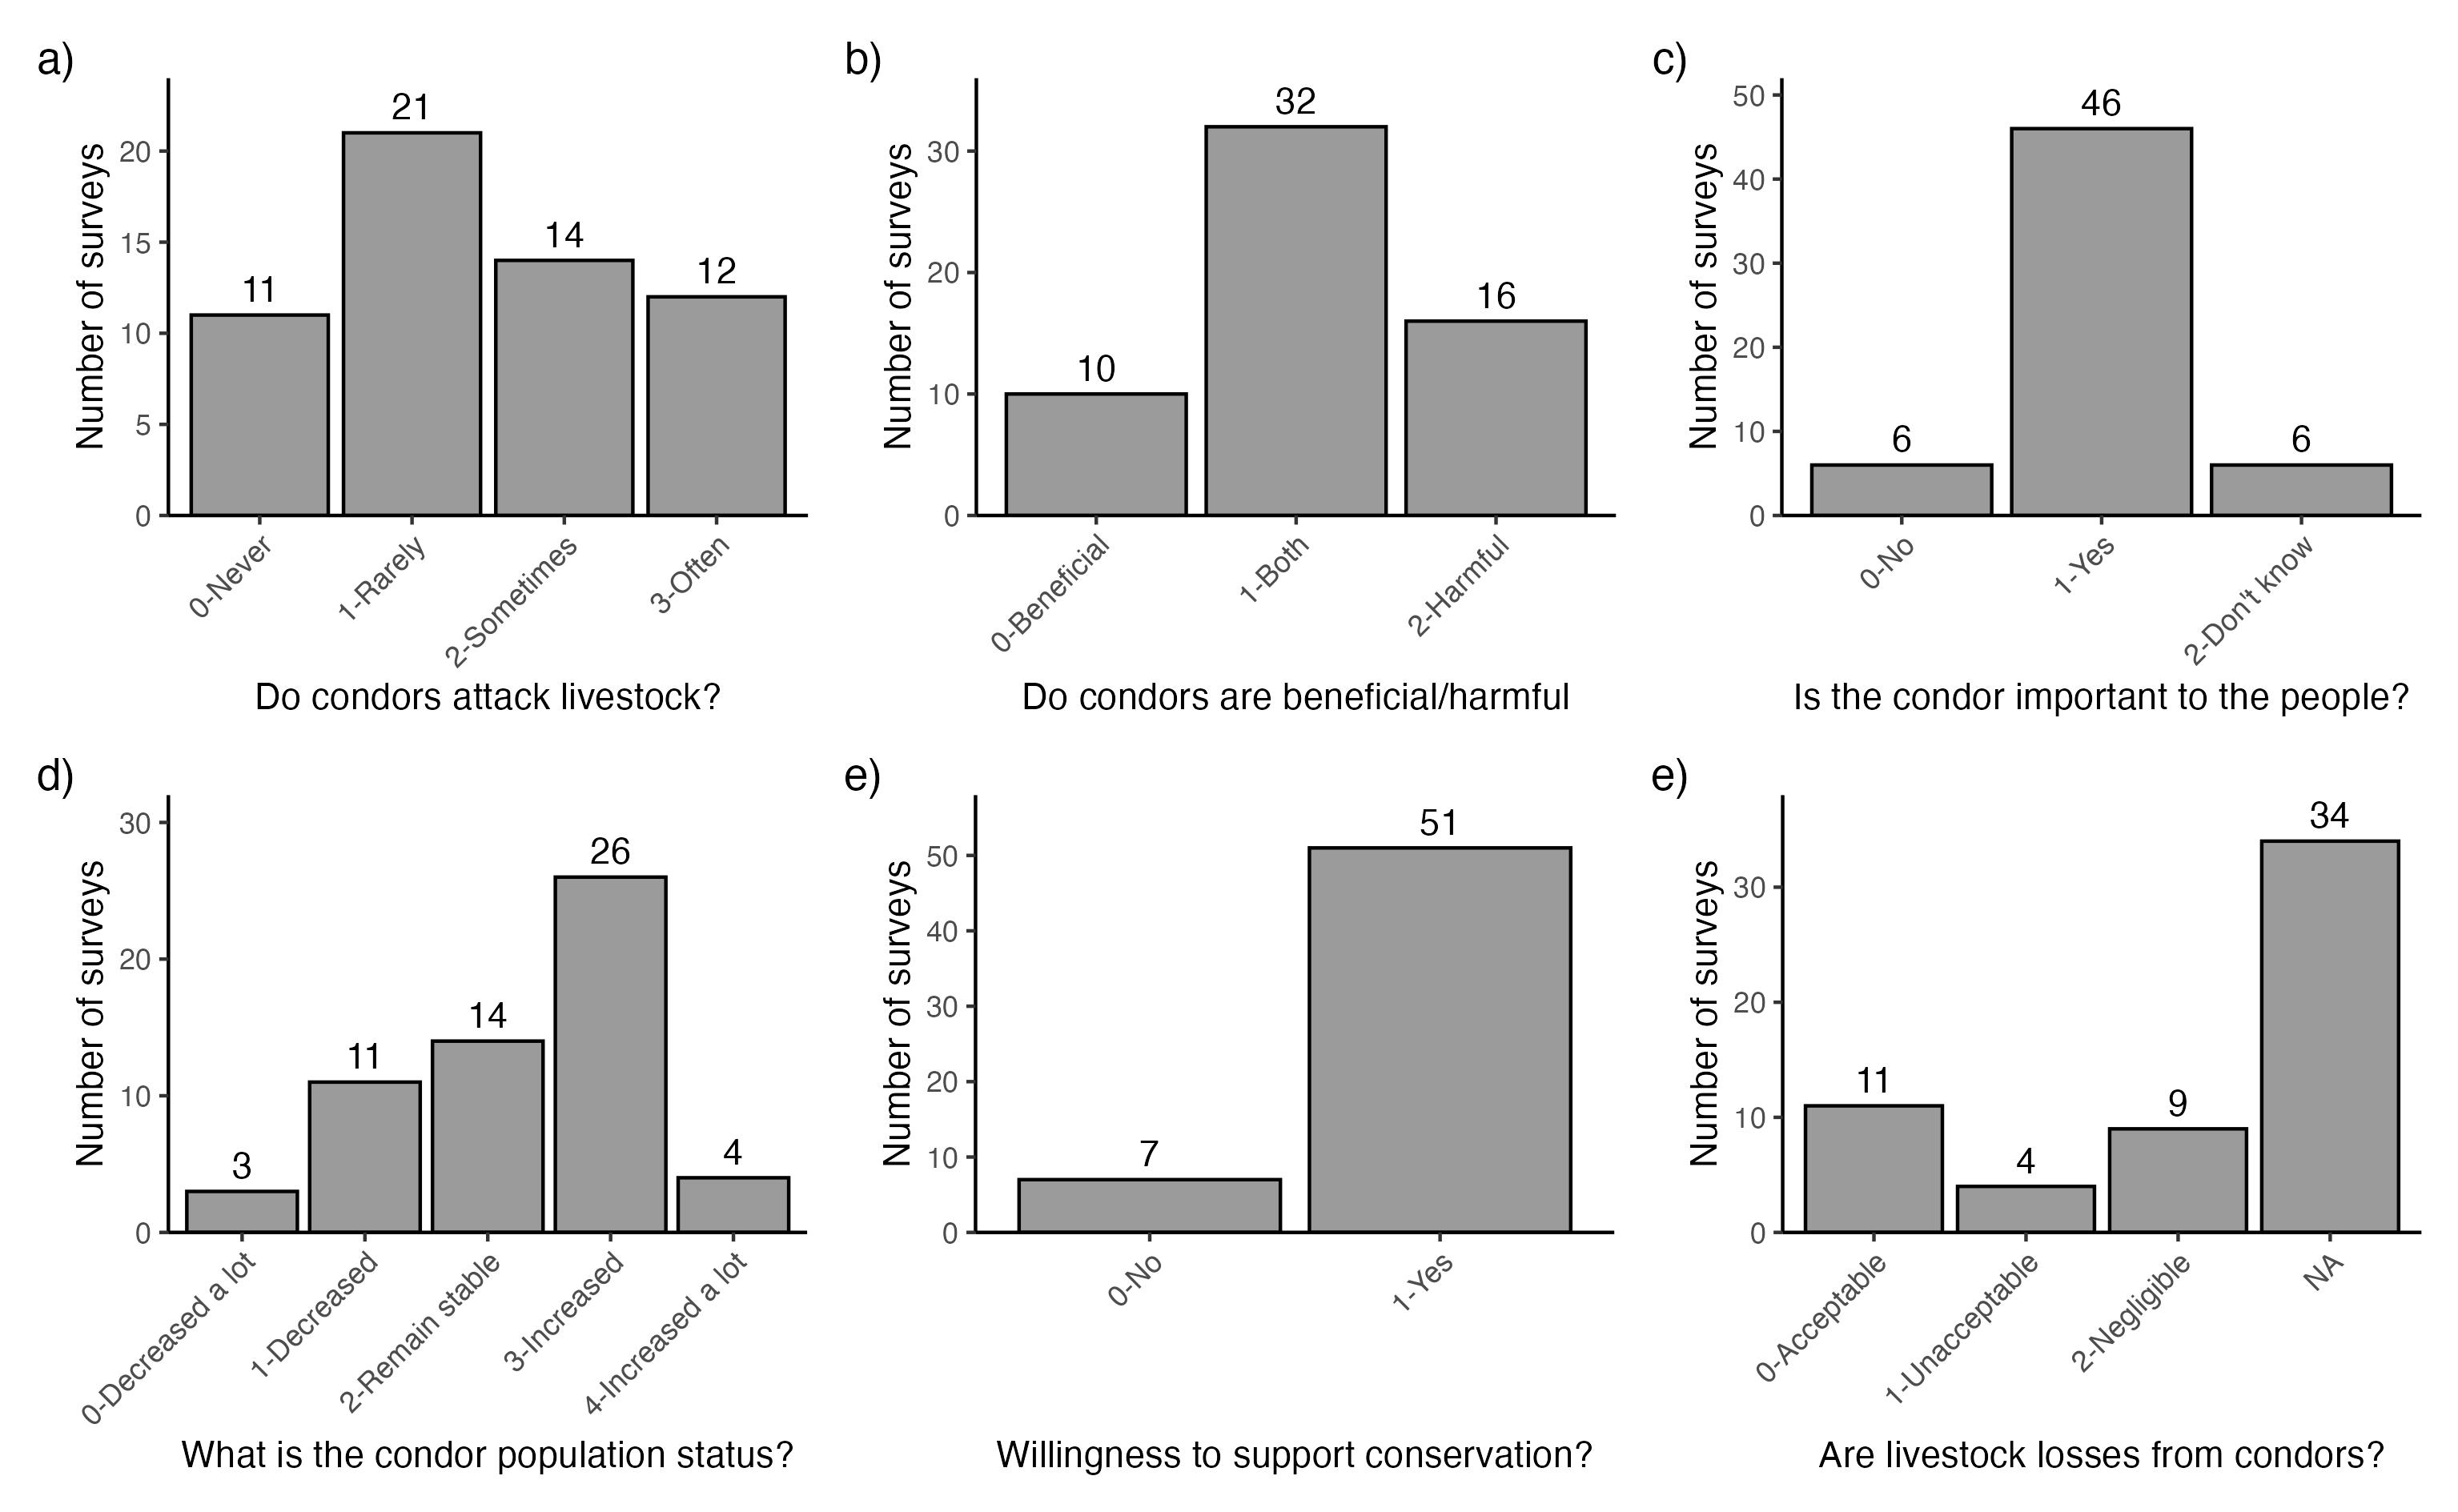 a)
Number of surveys
20
15
10
5
0
11
21
14
12
0-Never
1-Rarely
2-Sometimes
3-Often
Do condors attack livestock?
b)
Number of surveys
30
20
10
0
10
32
16
0-Beneficial
1-Both
2-Harmful
Do condors are beneficial/harmful
c)
Number of surveys
50
40
30
20
10
0
6
46
6
0-No
1-Yes
2-Don't know
Is the condor important to the people?
d)
Number of surveys
30
20
10
0
3
11
14
26
4
0-Decreased a lot
1-Decreased
2-Remain stable
3-Increased
4-Increased a lot
What is the condor population status?
e)
Number of surveys
50
40
30
20
10
0
7
51
0-No
1-Yes
Willingness to support conservation?
e)
Number of surveys
30
20
10
0
11
4
9
34
0-Acceptable
1-Unacceptable
2-Negligible
NA
Are livestock losses from condors?